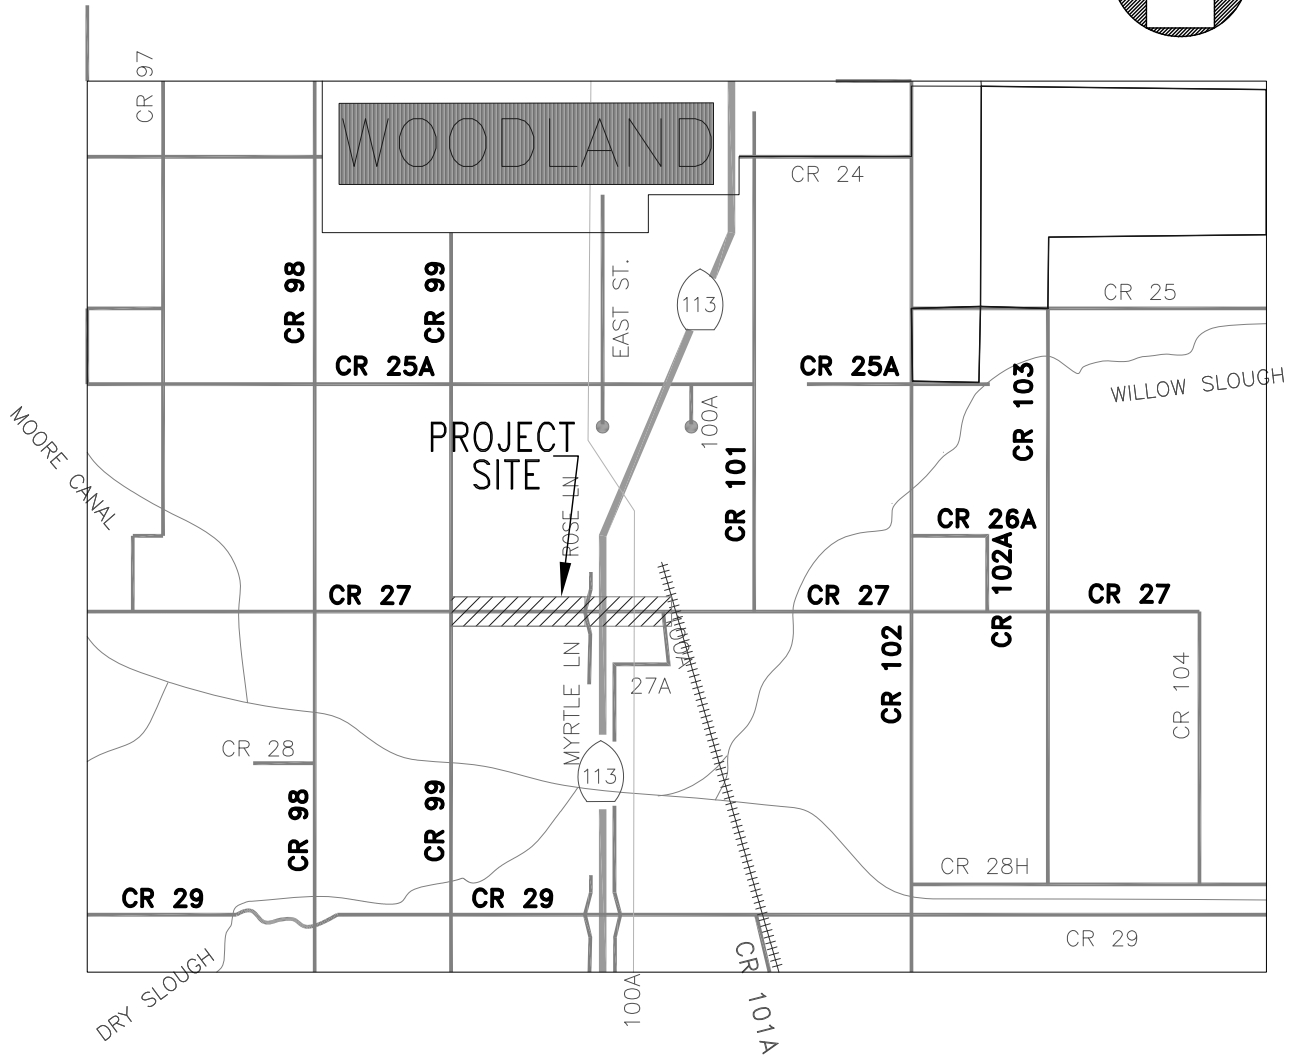 CR 97
WOODLAND
CR 24
CR 98
CR 99
EAST ST.
113
CR 25
CR 25A
CR 25A
CR 103
WILLOW SLOUGH
MOORE CANAL
PROJECT
SITE
ROSE LN
100A
CR 101
CR 26A
CR 102A
CR 27
CR 27
CR 27
CR 102
CR 104
MYRTLE LN
100A
27A
CR 28
113
CR 98
CR 99
CR 28H
CR 29
CR 29
CR 29
DRY SLOUGH
100A
CR 101A